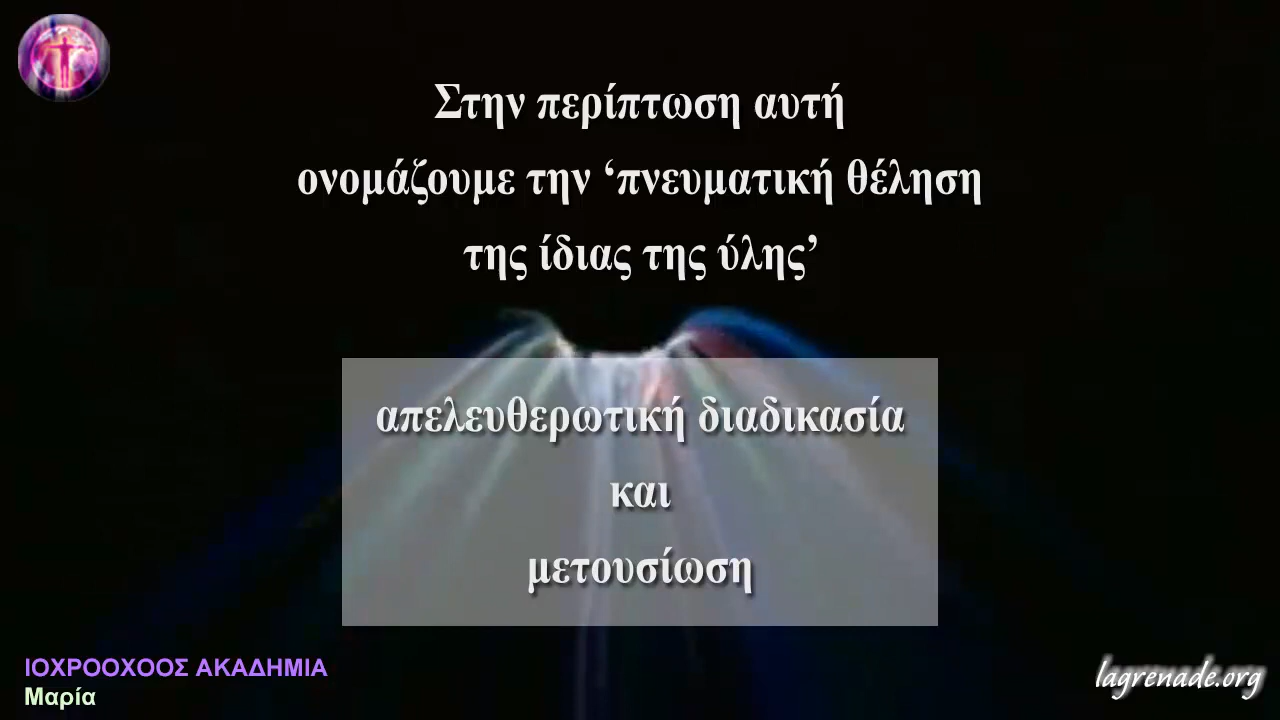 Στην περίπτωση αυτή
ονομάζουμε την ‘πνευματική θέληση
της ίδιας της ύλης’
απελευθερωτική διαδικασία
και
μετουσίωση
ΙΟΧΡΟΟΧΟΟΣ ΑΚΑΔΗΜΙΑ
Μαρία
lagrenade.org